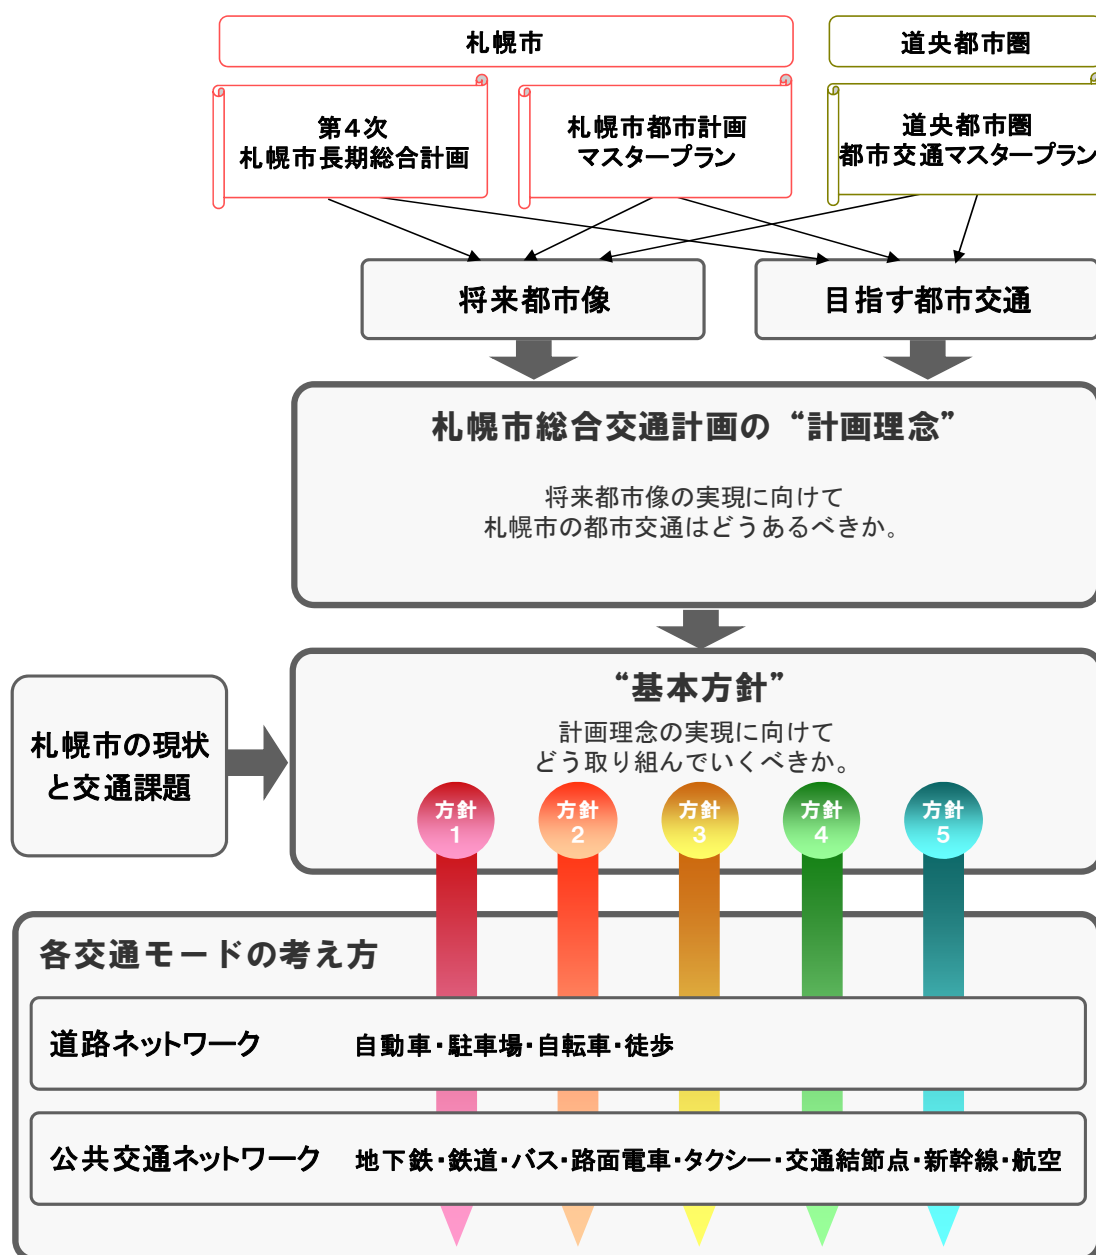 札幌市
道央都市圏
第４次
札幌市長期総合計画
札幌市都市計画
マスタープラン
道央都市圏
都市交通マスタープラン
将来都市像
目指す都市交通
札幌市総合交通計画の“計画理念”
将来都市像の実現に向けて
札幌市の都市交通はどうあるべきか。
札幌市の現状
と交通課題
“基本方針”
計画理念の実現に向けて
どう取り組んでいくべきか。
方針
1
方針
2
方針
3
方針
4
方針
5
各交通モードの考え方
道路ネットワーク 自動車・駐車場・自転車・徒歩
公共交通ネットワーク 地下鉄・鉄道・バス・路面電車・タクシー・交通結節点・新幹線・航空